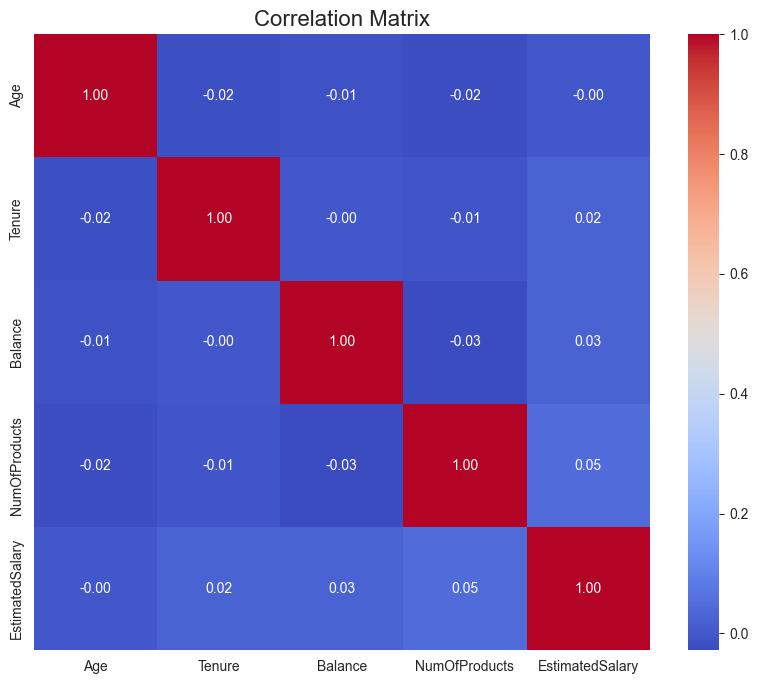 Correlation Matrix
Age 1.00 -0.02 -0.01 -0.02 -0.00
Tenure -0.02 1.00 -0.00 -0.01 0.02
Balance -0.01 -0.00 1.00 -0.03 0.03
NumOfProducts -0.02 -0.01 -0.03 1.00 0.05
EstimatedSalary -0.00 0.02 0.03 0.05 1.00
Age Tenure Balance NumOfProducts EstimatedSalary
1.0
0.8
0.6
0.4
0.2
0.0